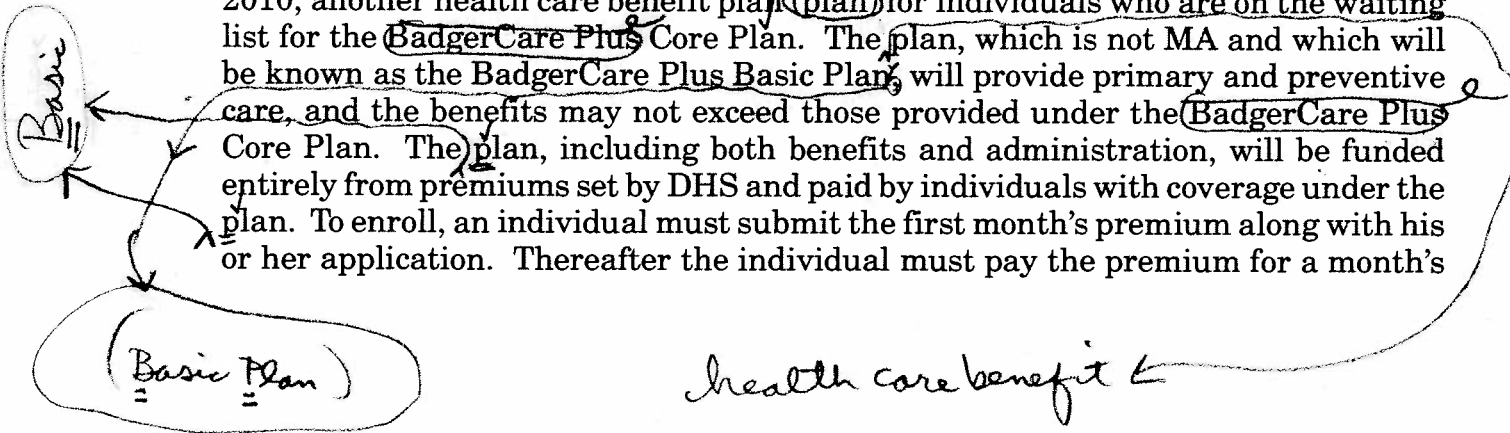 2010, another health care benefit plan (plan) for individuals who are on the waiting
list for the BadgerCare Plus Core Plan. The plan, which is not MA and which will
be known as the BadgerCare Plus Basic Plan, will provide primary and preventive
care, and the benefits may not exceed those provided under the BadgerCare Plus
Core Plan. The plan, including both benefits and administration, will be funded
entirely from premiums set by DHS and paid by individuals with coverage under the
plan. To enroll, an individual must submit the first month's premium along with his
or her application. Thereafter the individual must pay the premium for a month's
Basic
(Basic Plan)
health care benefit